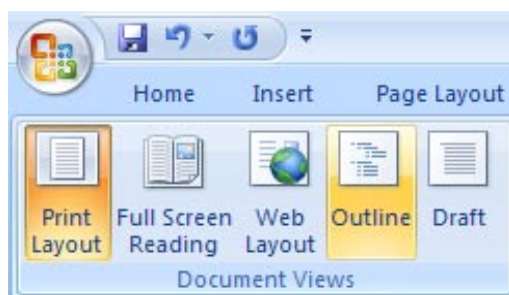 Home Insert Page Layout
Print Full Screen Web Outline Draft
Layout Reading Layout
Document Views